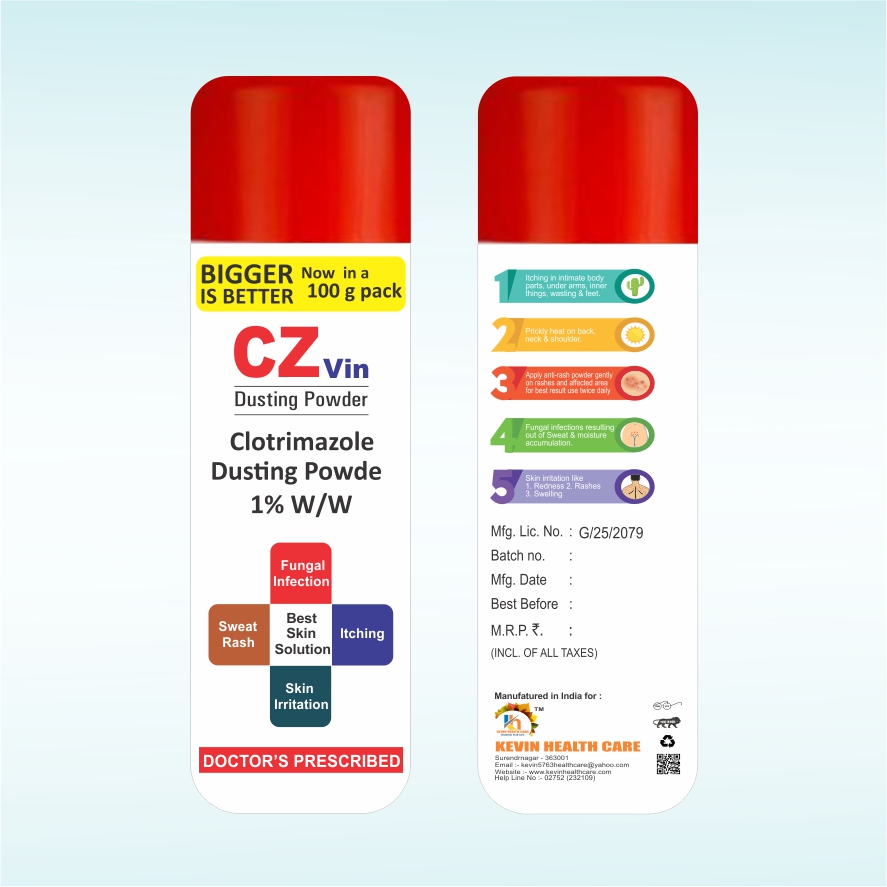 BIGGER
IS BETTER
Now in a
100 g pack
CZ Vin
Dusting Powder
Clotrimazole
Dusting Powde
1% W/W
Fungal
Infection
Sweat
Rash
Best
Skin
Solution
Itching
Skin
Irritation
DOCTOR'S PRESCRIBED
1
Itching in intimate body
parts, under arms, inner
things, wasting & feet.
2
Prickly heat on back,
neck & shoulder.
3
Apply anti-rash powder gently
on rashes and affected area
for best result use twice daily
4
Fungal infections resulting
out of Sweat & moisture
accumulation.
5
Skin irritation like
1. Redness 2. Rashes
3. Swelling
Mfg. Lic. No. : G/25/2079
Batch no. :
Mfg. Date :
Best Before :
M.R.P. ₹. :
(INCL. OF ALL TAXES)
Manufatured in India for :
TM
KEVIN HEALTH CARE
KEVIN HEALTH CARE
Surendrnagar - 363001
Email :- kevin5763healthcare@yahoo.com
Website :- www.kevinhealthcare.com
Help Line No :- 02752 (232109)